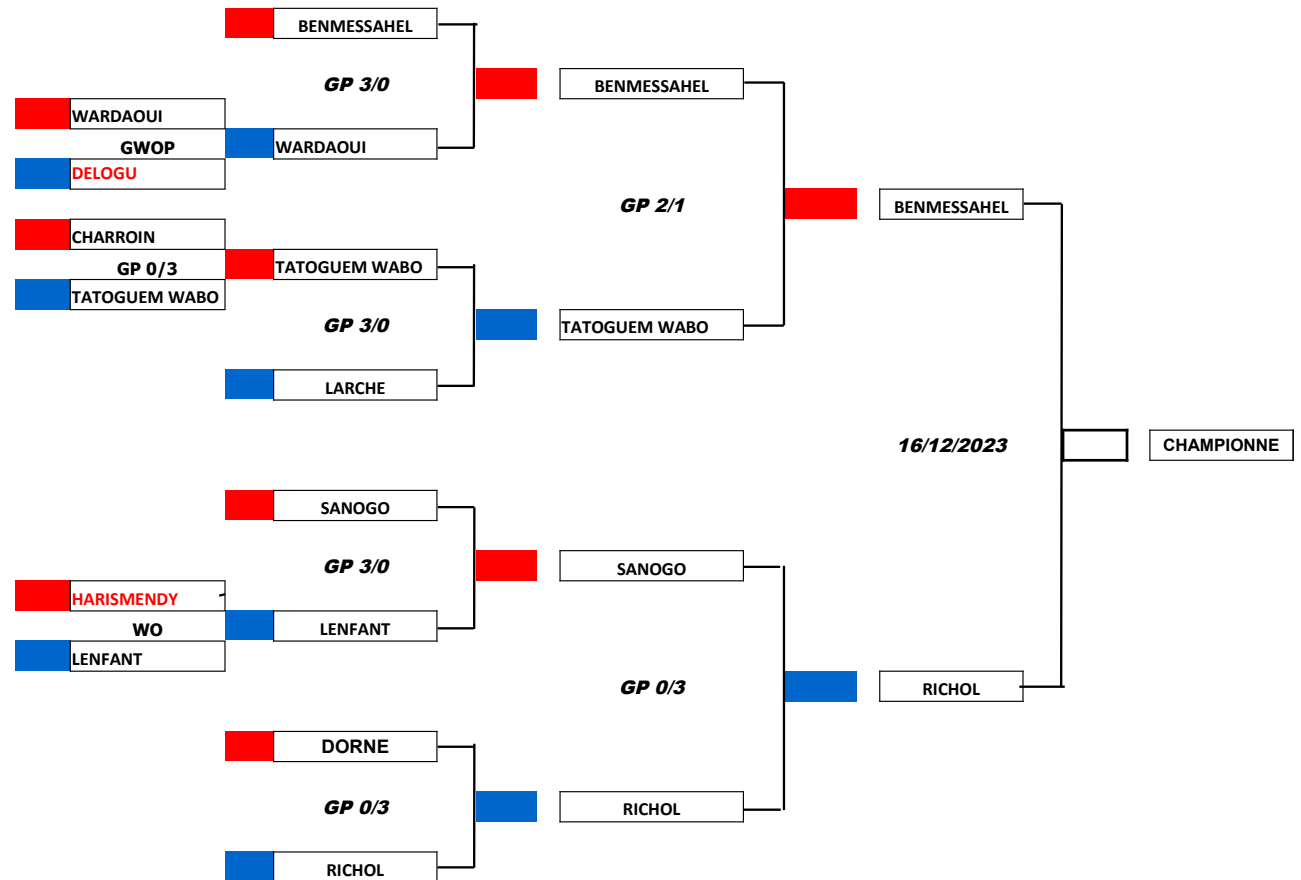 BENMESSAHEL
GP 3/0
BENMESSAHEL
WARDAOUI
GWOP
WARDAOUI
DELOGU
GP 2/1
BENMESSAHEL
CHARROIN
GP 0/3
TATOGUEM WABO
TATOGUEM WABO
GP 3/0
TATOGUEM WABO
LARCHE
16/12/2023
CHAMPIONNE
SANOGO
GP 3/0
SANOGO
HARISMENDY
WO
LENFANT
LENFANT
GP 0/3
RICHOL
DORNE
GP 0/3
RICHOL
RICHOL